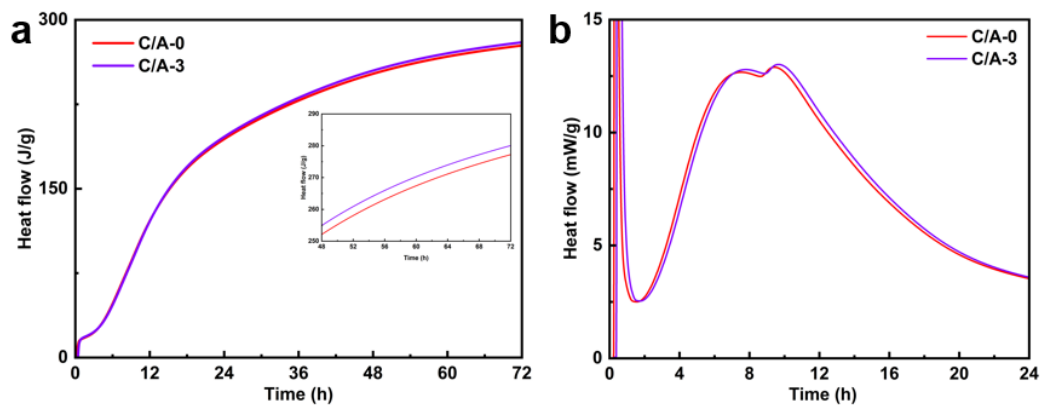 a
300
150
0
Heat flow (J/g)
C/A-0
C/A-3
290
280
270
260
250
Heat flow (J/g)
48 52 56 60 64 68 72
Time (h)
0 12 24 36 48 60 72
Time (h)
b
15
10
5
0
Heat flow (mW/g)
C/A-0
C/A-3
0 4 8 12 16 20 24
Time (h)